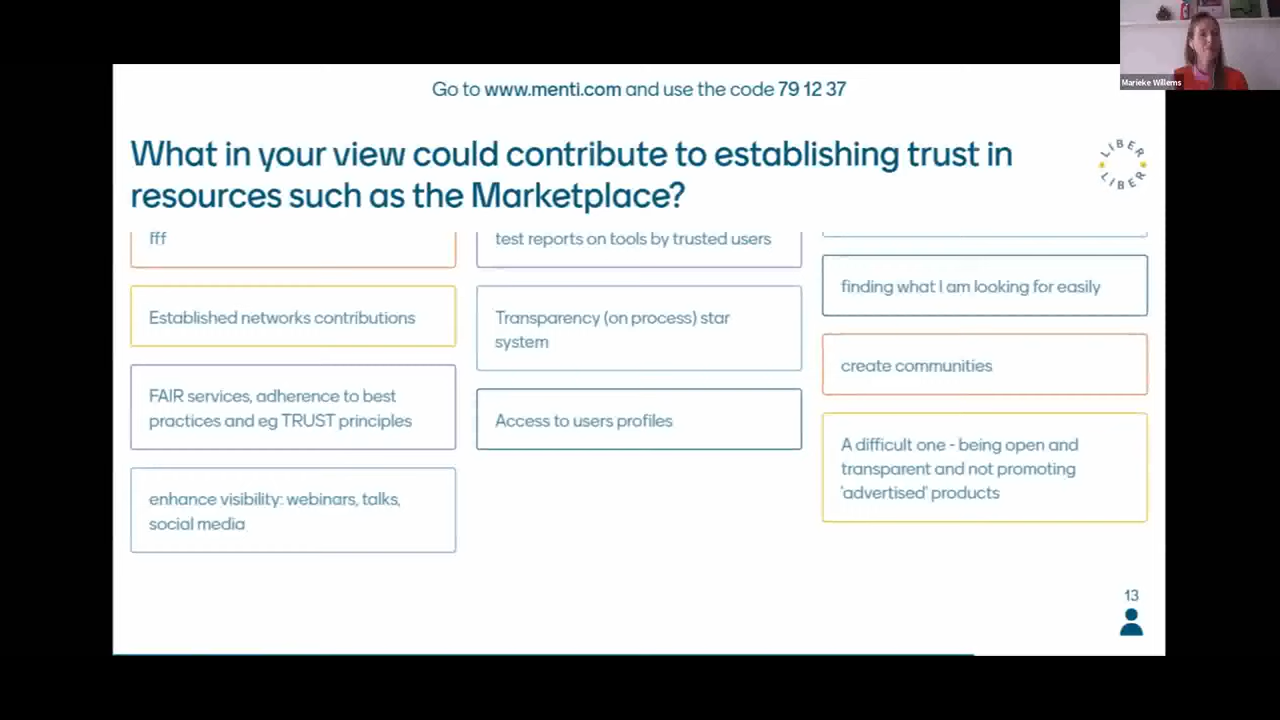 Marieke Willems
Go to www.menti.com and use the code 79 12 37
What in your view could contribute to establishing trust in
resources such as the Marketplace?
LIBER
LIBER
fff
Established networks contributions
FAIR services, adherence to best
practices and eg TRUST principles
enhance visibility: webinars, talks,
social media
test reports on tools by trusted users
Transparency (on process) star
system
Access to users profiles
finding what I am looking for easily
create communities
A difficult one - being open and
transparent and not promoting
'advertised' products
13